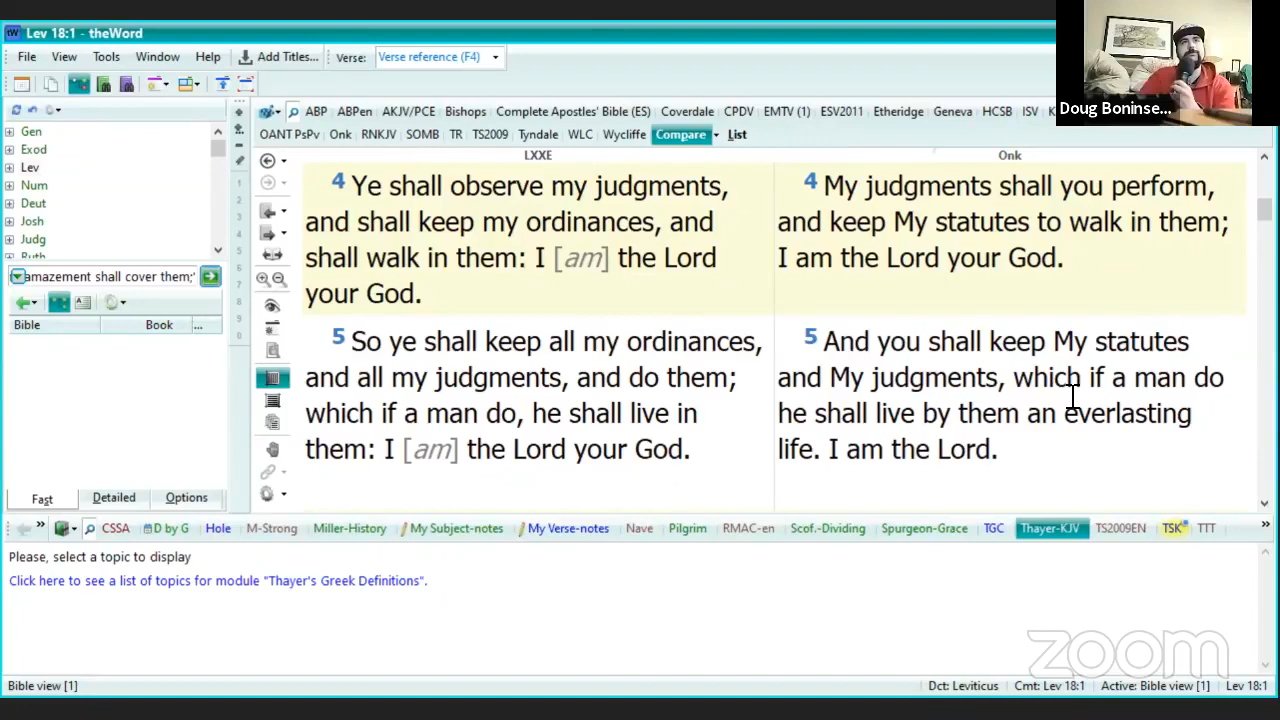 Lev 18:1 - theWord
File View Tools Window Help Add Titles... Verse: Verse reference (F4)
Doug Boninse...
ABP ABPen AKJV/PCE Bishops Complete Apostles' Bible (ES) Coverdale CPDV EMTV (1) ESV2011 Etheridge Geneva HCSB ISV K
OANT PsPv Onk RNKJV SOMB TR TS2009 Tyndale WLC Wycliffe Compare List
Gen
Exod
Lev
Num
Deut
Josh
Judg
Ruth
amazement shall cover them;'
Bible Book ...
Fast Detailed Options
1
2
3
4
5
6
7
8
9
0
LXXE
4 Ye shall observe my judgments,
and shall keep my ordinances, and
shall walk in them: I [am] the Lord
your God.
5 So ye shall keep all my ordinances,
and all my judgments, and do them;
which if a man do, he shall live in
them: I [am] the Lord your God.
Onk
4 My judgments shall you perform,
and keep My statutes to walk in them;
I am the Lord your God.
5 And you shall keep My statutes
and My judgments, which if a man do
he shall live by them an everlasting
life. I am the Lord.
CSSA D by G Hole M-Strong Miller-History My Subject-notes My Verse-notes Nave Pilgrim RMAC-en Scof.-Dividing Spurgeon-Grace TGC Thayer-KJV TS2009EN TSK TTT
Please, select a topic to display
Click here to see a list of topics for module "Thayer's Greek Definitions".
zoom
Bible view [1] Dct: Leviticus Cmt: Lev 18:1 Active: Bible view [1] Lev 18:1